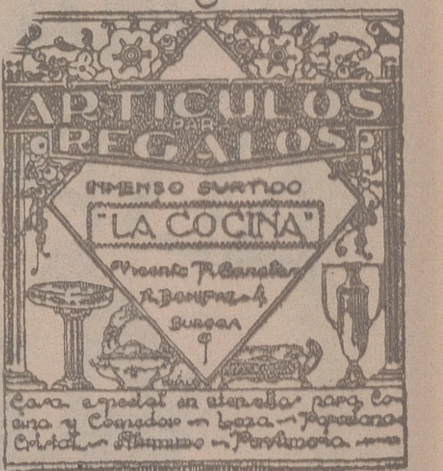 ARTICULOS
PARA
REGALOS
INMENSO SURTIDO
"LA COCINA"
Vicente P. Canales
R. BONIFAZ - 4
BURGOS
Casa especial en utensilios para Co-
cina y Comedor - Loza - Porcelana
Cristal - Aluminio - Perfumería